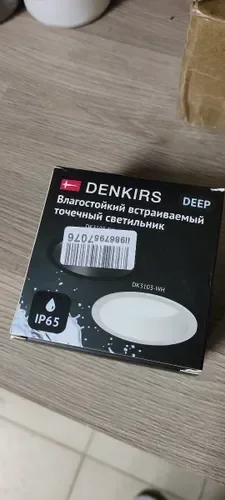 DENKIRS DEEP
Влагостойкий встраиваемый
точечный светильник
DK3103-WH
IP65